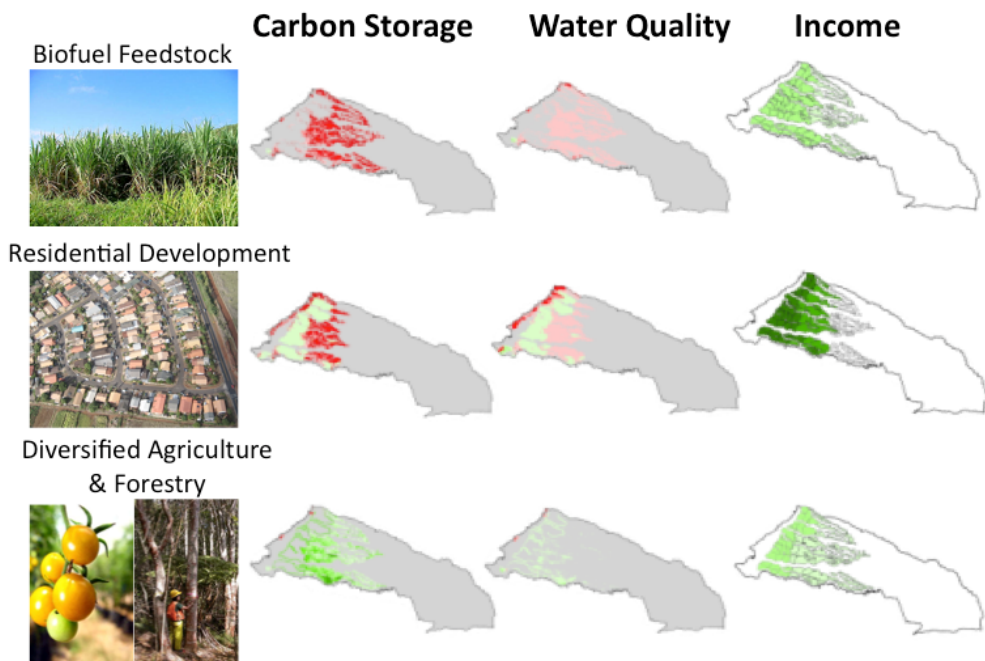 Carbon Storage
Water Quality
Income
Biofuel Feedstock
Residential Development
Diversified Agriculture
& Forestry